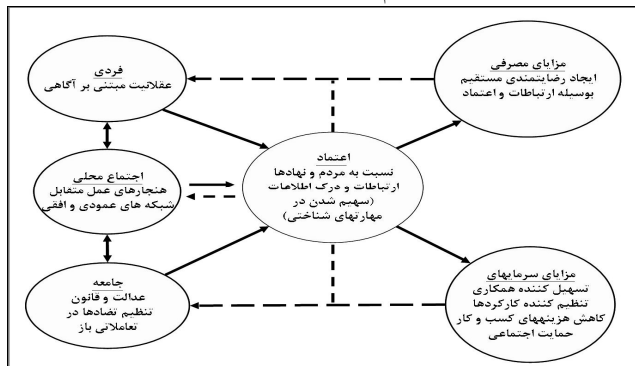 فردی
عقلانیت مبتنی بر آگاهی
مزایای مصرفی
ایجاد رضایتمندی مستقیم
بوسیله ارتباطات و اعتماد
اعتماد
نسبت به مردم و نهادها
ارتباطات و درک اطلاعات
(سهیم شدن در
مهارتهای شناختی)
اجتماع محلی
هنجارهای عمل متقابل
شبکه های عمودی و افقی
جامعه
عدالت و قانون
تنظیم تضادها در
تعاملاتی باز
مزایای سرمایهای
تسهیل کننده همکاری
تنظیم کننده کارکردها
کاهش هزینههای کسب و کار
حمایت اجتماعی